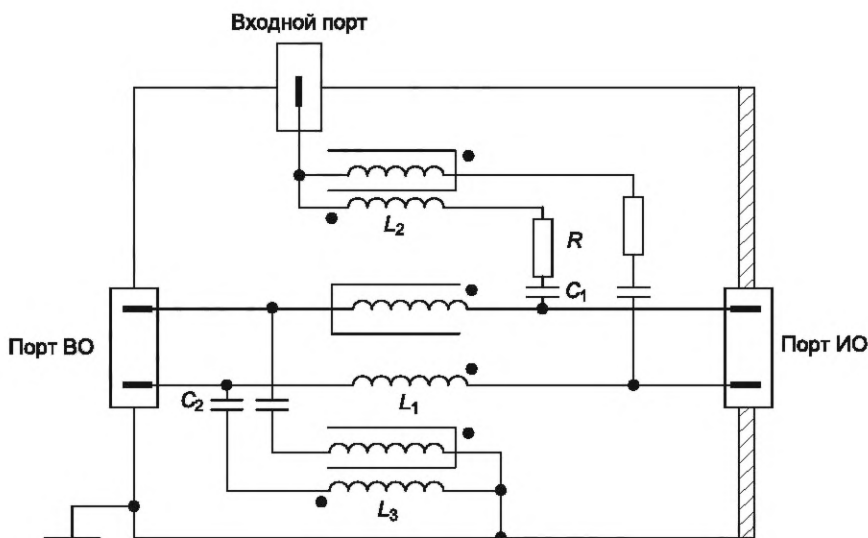 Входной порт
L2
R
C1
Порт ВО
Порт ИО
C2
L1
L3